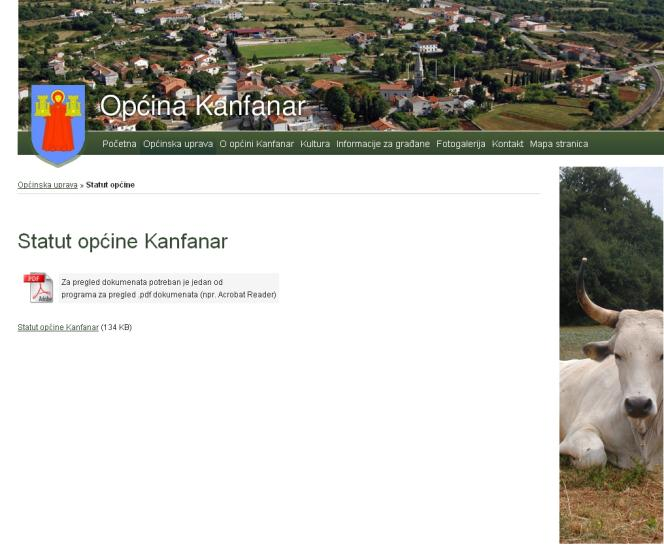 Općina Kanfanar
Početna Općinska uprava O općini Kanfanar Kultura Informacije za građane Fotogalerija Kontakt Mapa stranica
Općinska uprava » Statut općine
Statut općine Kanfanar
PDF
Adobe
Za pregled dokumenata potreban je jedan od
programa za pregled .pdf dokumenata (npr. Acrobat Reader)
Statut općine Kanfanar (134 KB)